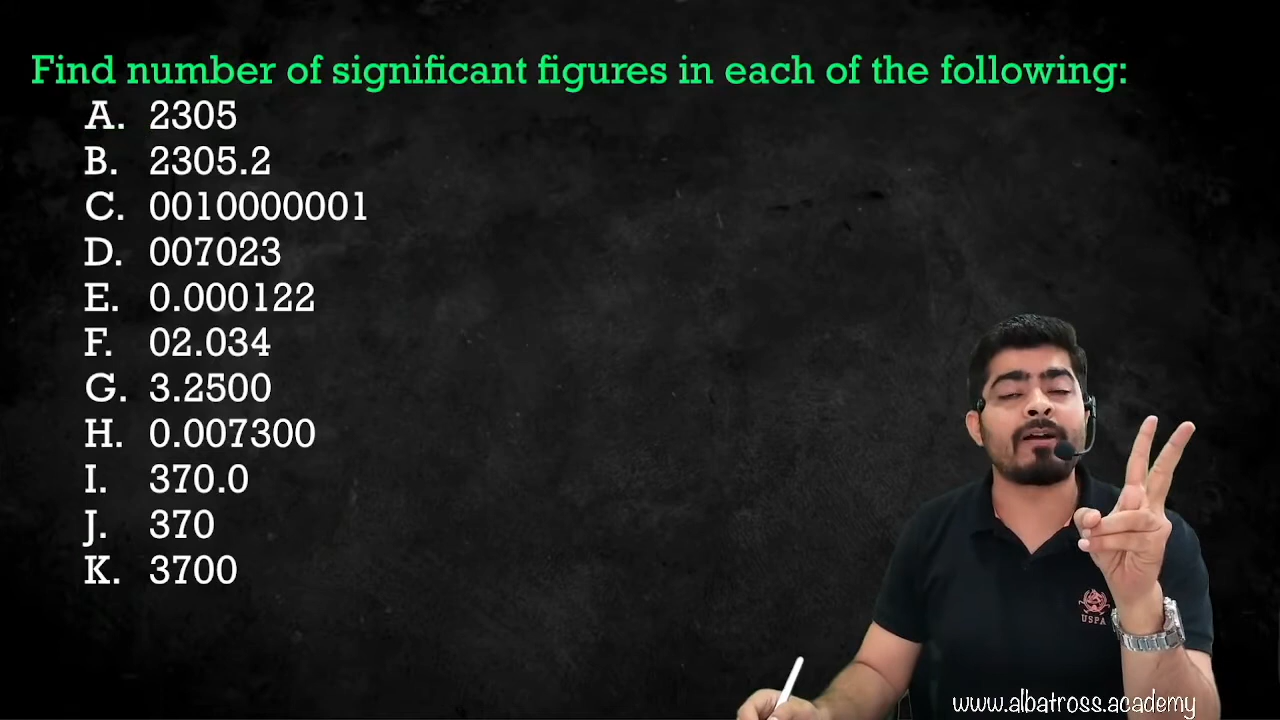 Find number of significant figures in each of the following:
A. 2305
B. 2305.2
C. 0010000001
D. 007023
E. 0.000122
F. 02.034
G. 3.2500
H. 0.007300
I. 370.0
J. 370
K. 3700
USPA
www.albatross.academy